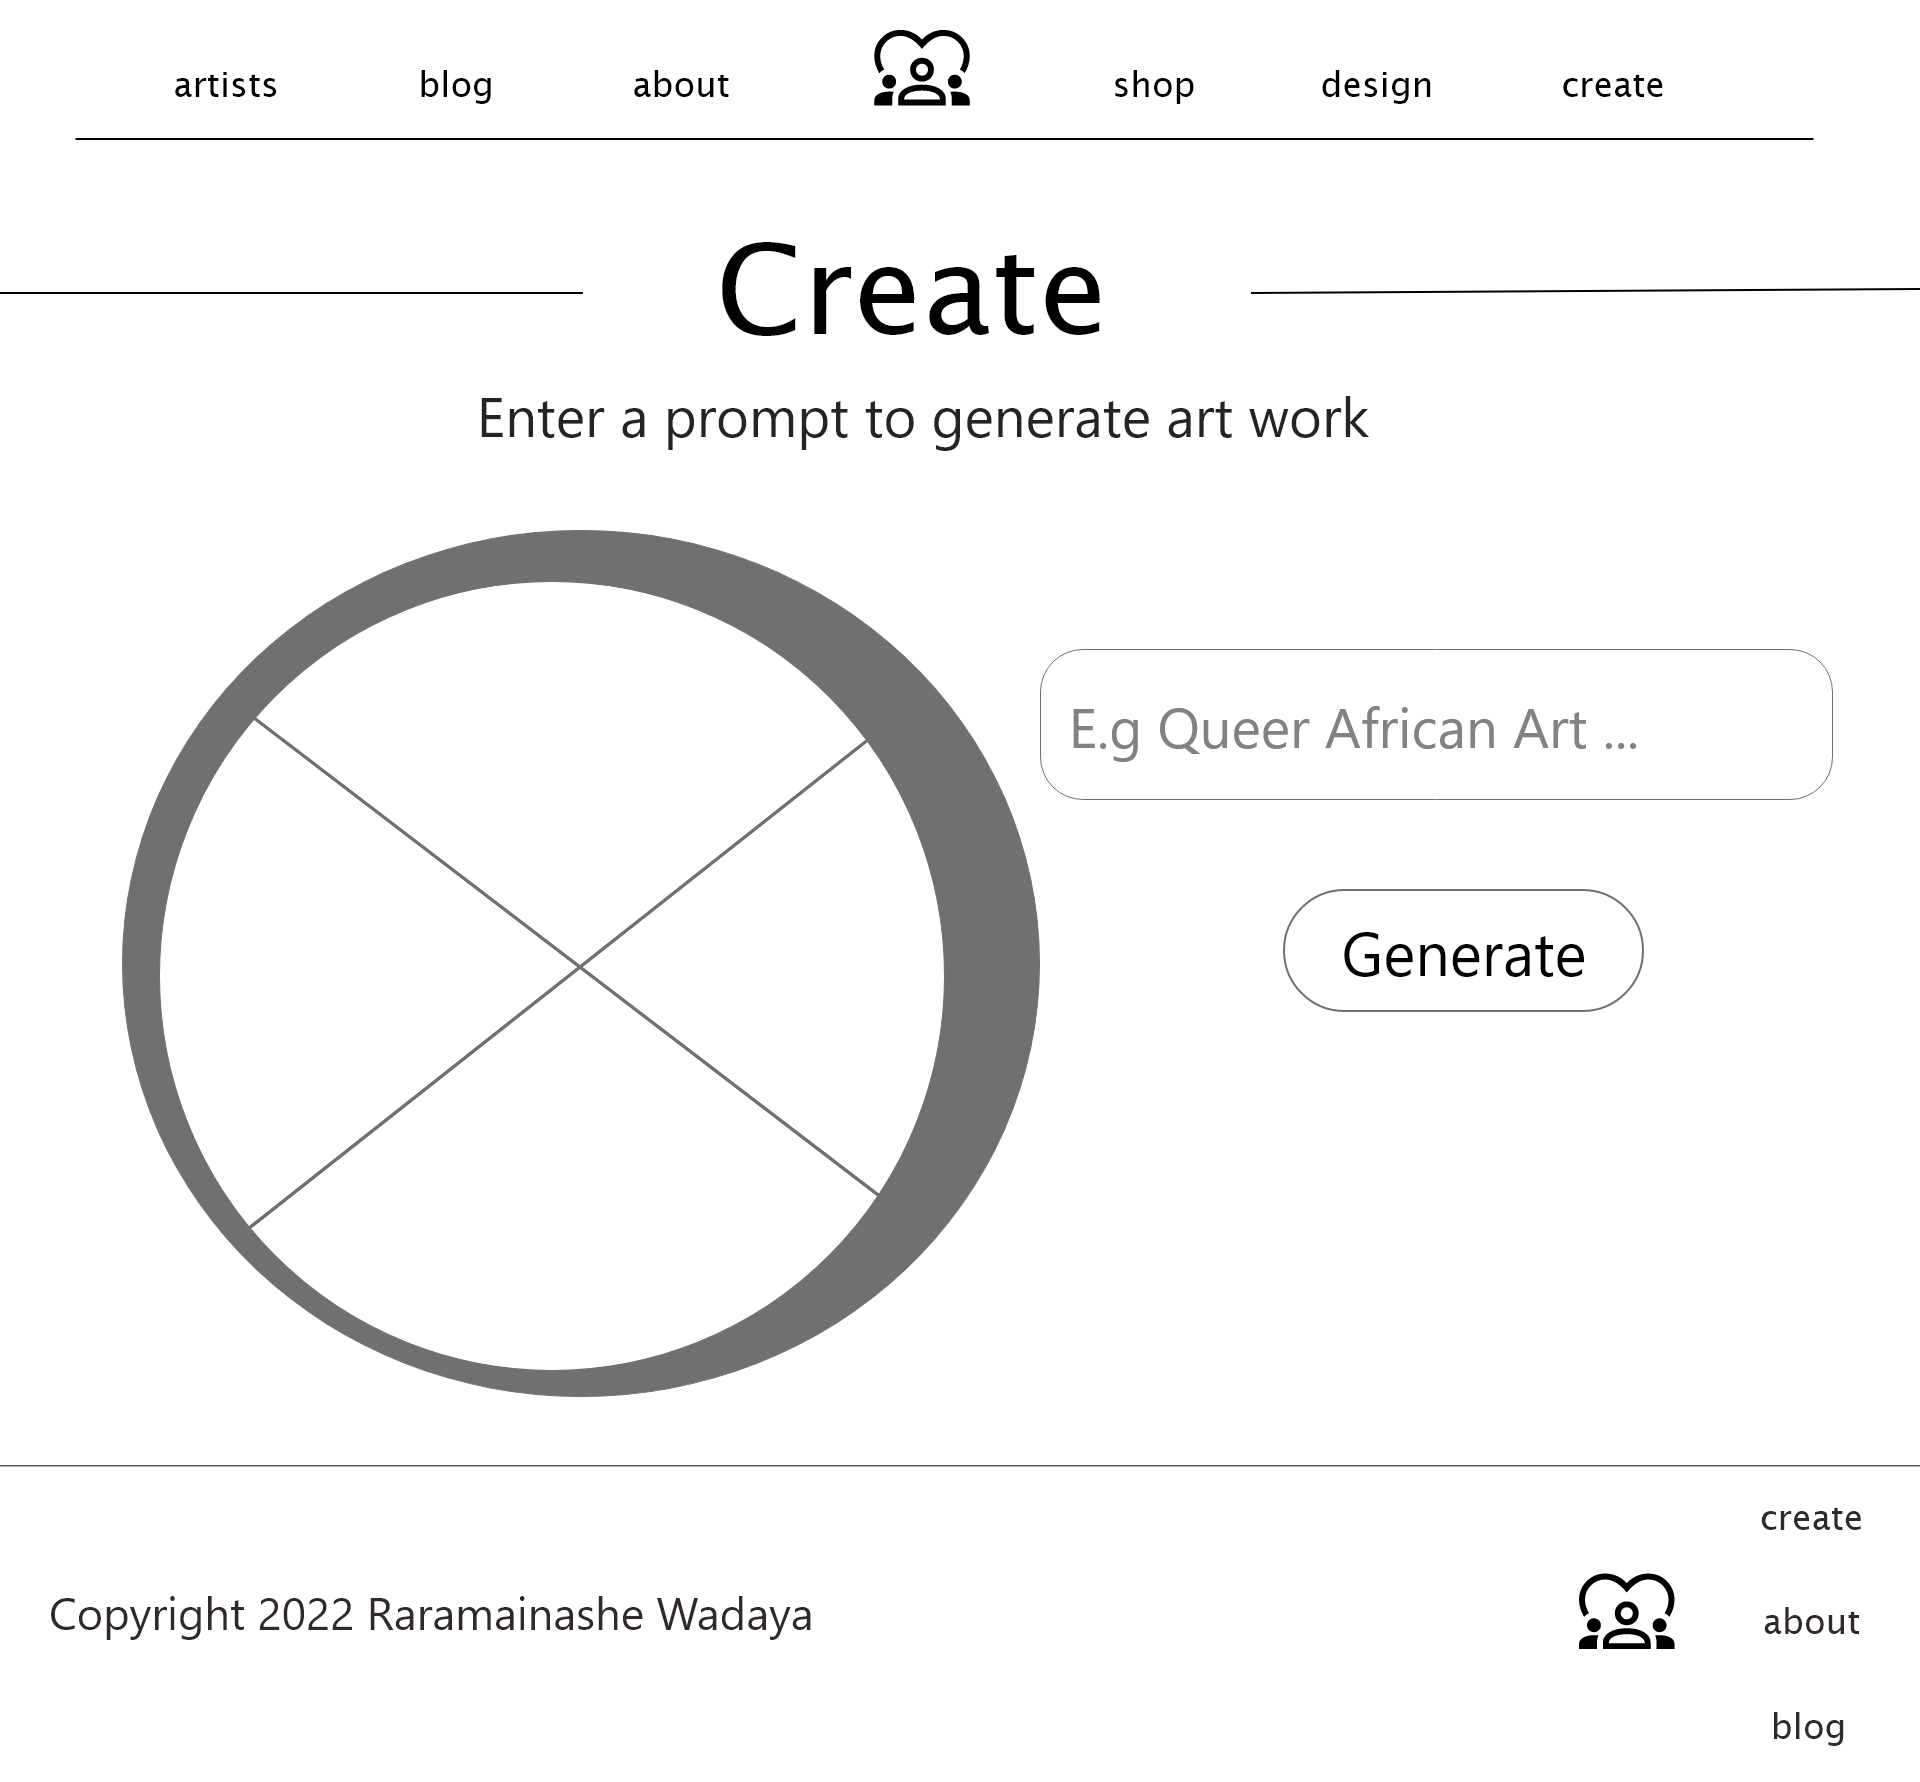 artists blog about shop design create
Create
Enter a prompt to generate art work
E.g Queer African Art ...
Generate
create
Copyright 2022 Raramainashe Wadaya
about
blog